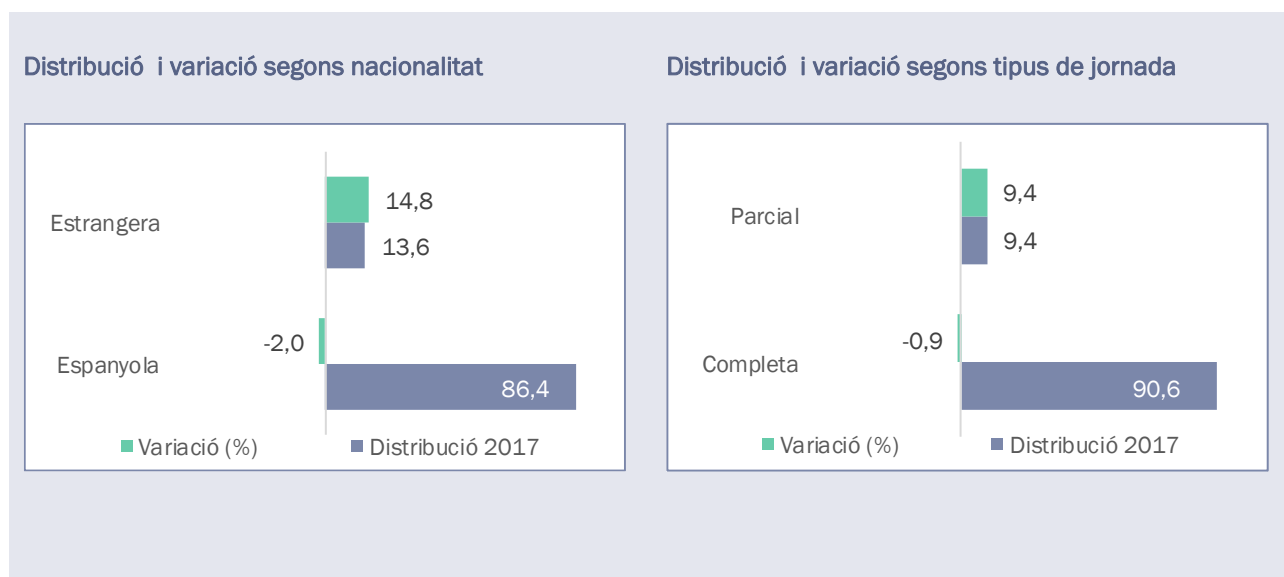 Distribució  i variació segons nacionalitat
Estrangera
14,8
13,6
Espanyola
-2,0
86,4
Variació (%)
Distribució 2017
Distribució  i variació segons tipus de jornada
Parcial
9,4
9,4
Completa
-0,9
90,6
Variació (%)
Distribució 2017